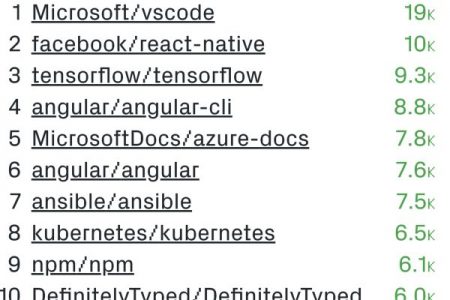 1 Microsoft/vscode 19K
2 facebook/react-native 10K
3 tensorflow/tensorflow 9.3K
4 angular/angular-cli 8.8K
5 MicrosoftDocs/azure-docs 7.8K
6 angular/angular 7.6K
7 ansible/ansible 7.5K
8 kubernetes/kubernetes 6.5K
9 npm/npm 6.1K
10 DefinitelyTyped/DefinitelyTyped 6.0K